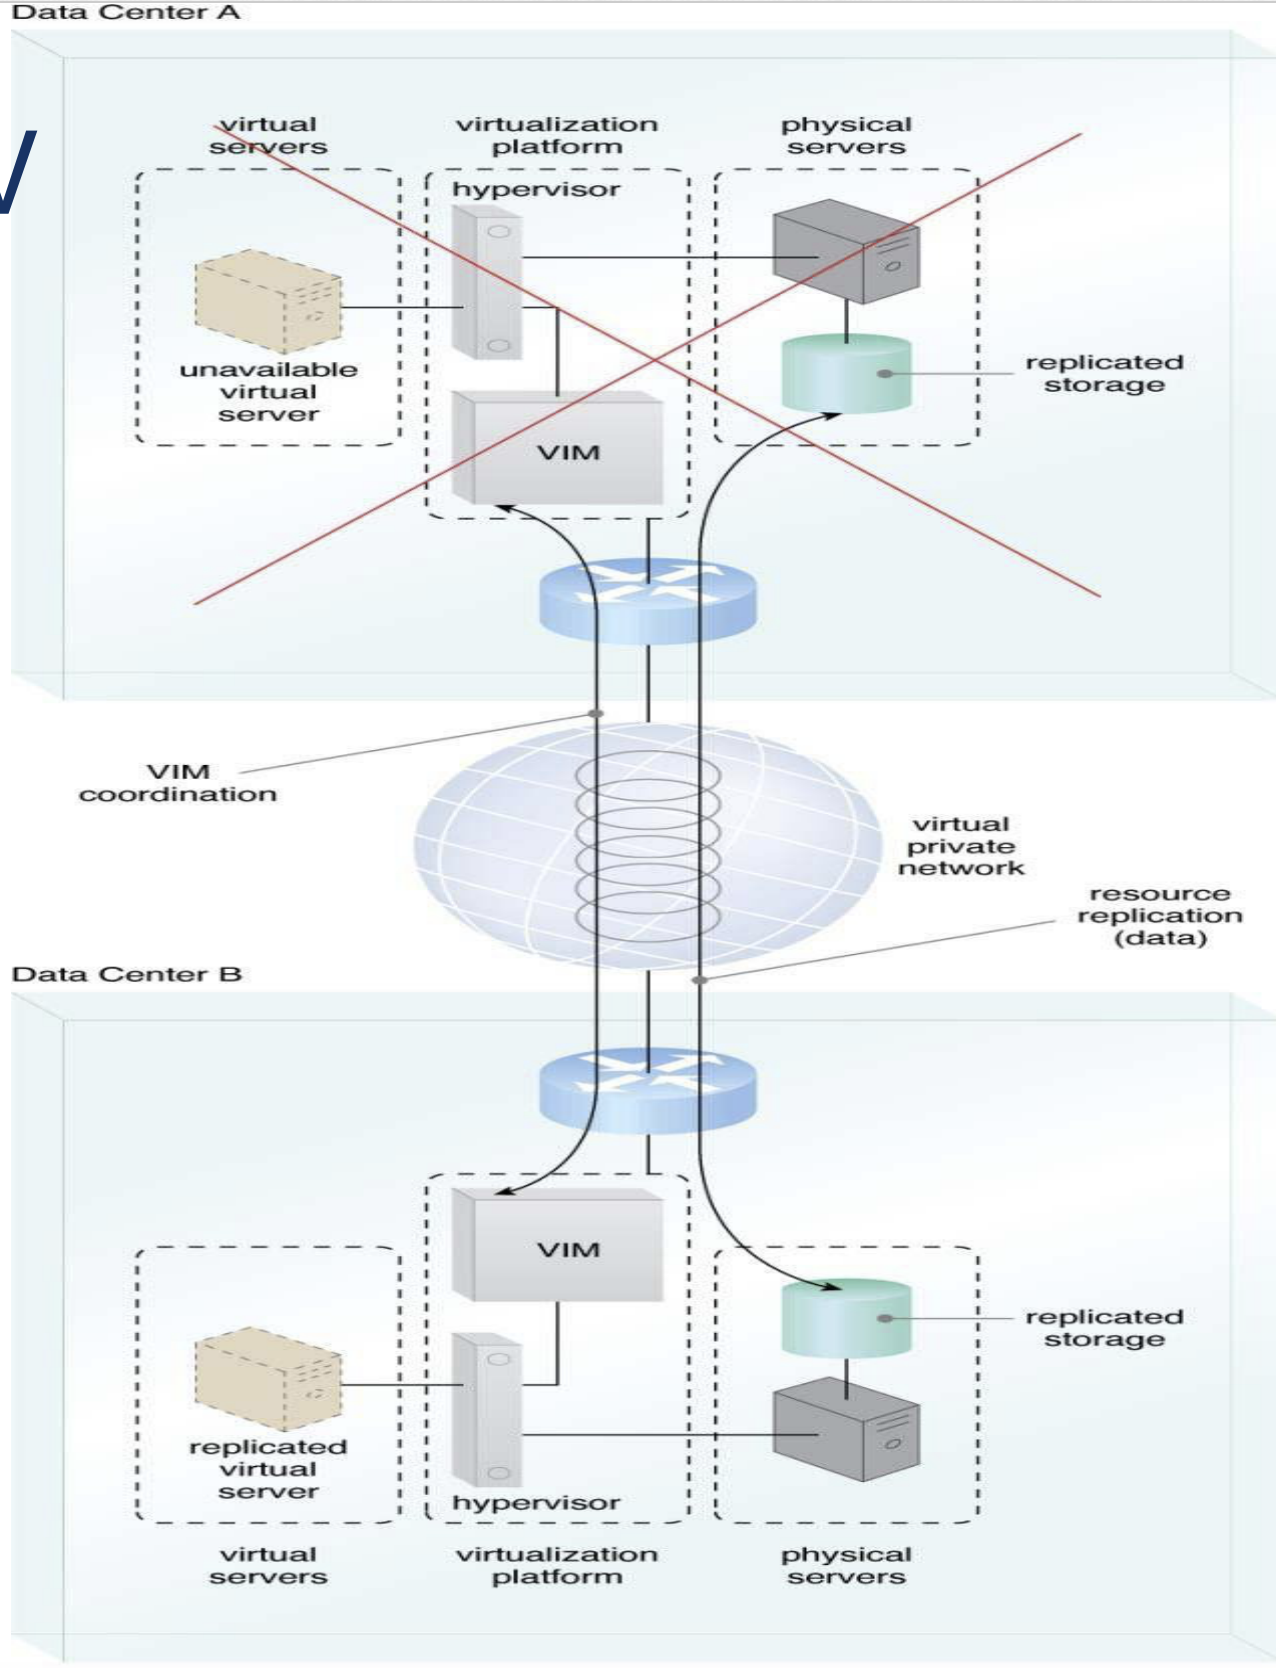 Data Center A
virtual
servers
virtualization
platform
physical
servers
hypervisor
unavailable
virtual
server
VIM
replicated
storage
VIM
coordination
virtual
private
network
resource
replication
(data)
Data Center B
VIM
replicated
storage
replicated
virtual
server
hypervisor
virtual
servers
virtualization
platform
physical
servers